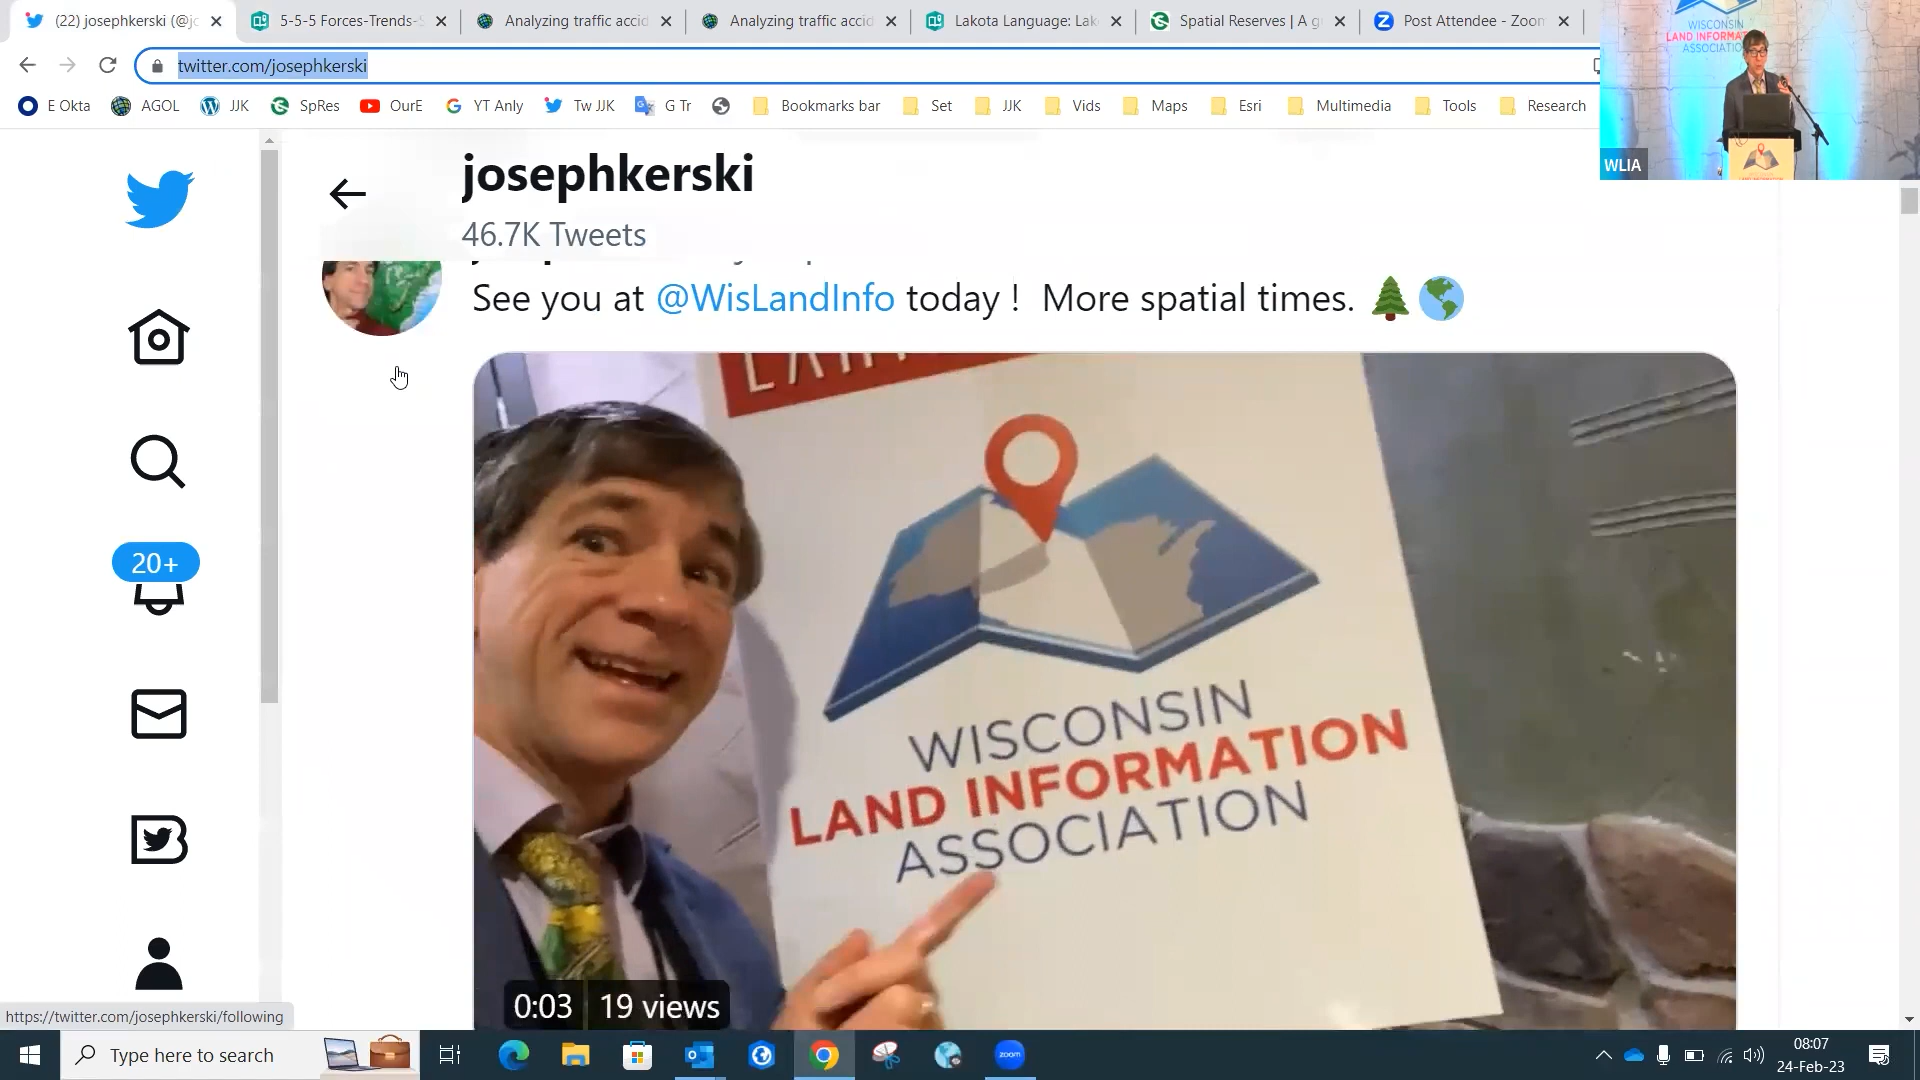 (22) josephkerski (@jo
5-5-5 Forces-Trends-S
Analyzing traffic accid
Analyzing traffic accid
Lakota Language: Lak
Spatial Reserves | A g
Post Attendee - Zoom
twitter.com/josephkerski
E Okta
AGOL
JJK
SpRes
OurE
YT Anly
Tw JJK
G Tr
Bookmarks bar
Set
JJK
Vids
Maps
Esri
Multimedia
Tools
Research
WISCONSIN
LAND INFORMATION
ASSOCIATION
WLIA
josephkerski
46.7K Tweets
See you at @WisLandInfo today ! More spatial times. 🌲🌎
20+
WISCONSIN
LAND INFORMATION
ASSOCIATION
0:03
19 views
https://twitter.com/josephkerski/following
Type here to search
zoom
08:07
24-Feb-23